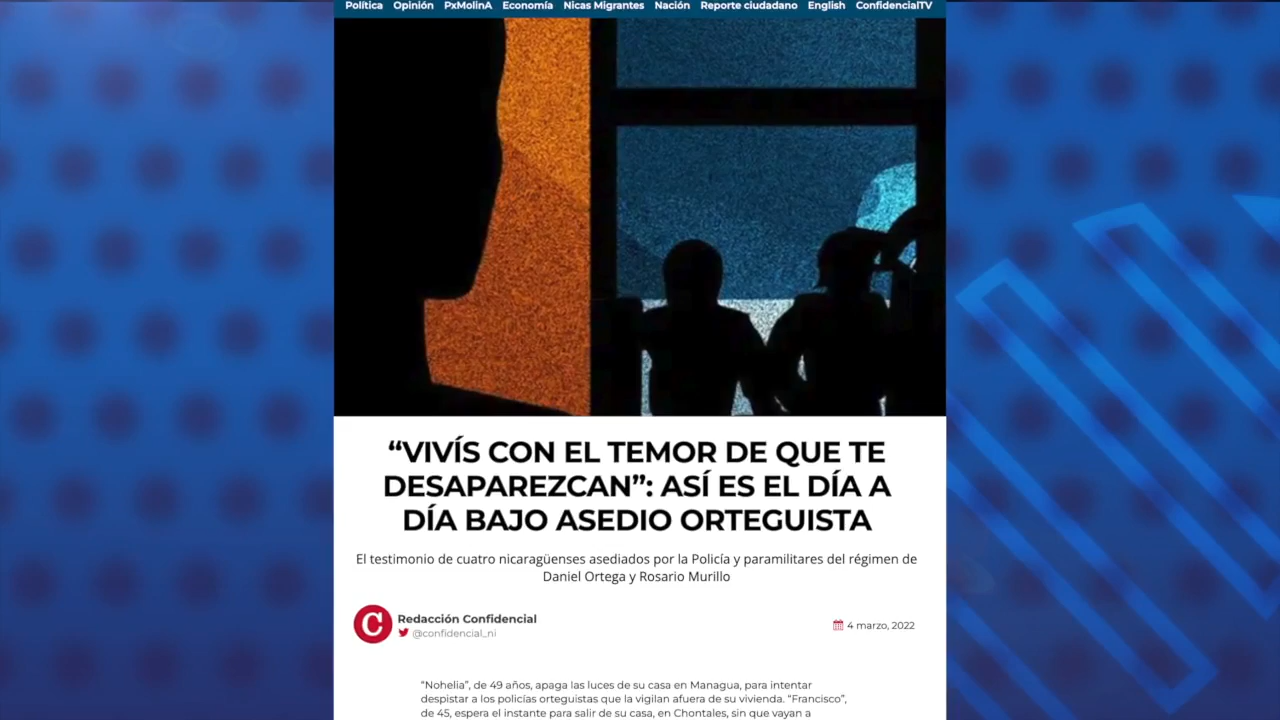 Política Opinión PxMolinA Economía Nicas Migrantes Nación Reporte ciudadano English ConfidencialTV
“VIVÍS CON EL TEMOR DE QUE TE
DESAPAREZCAN”: ASÍ ES EL DÍA A
DÍA BAJO ASEDIO ORTEGUISTA
El testimonio de cuatro nicaragüenses asediados por la Policía y paramilitares del régimen de
Daniel Ortega y Rosario Murillo
C
Redacción Confidencial
@confidencial_ni
4 marzo, 2022
“Nohelia”, de 49 años, apaga las luces de su casa en Managua, para intentar
despistar a los policías orteguistas que la vigilan afuera de su vivienda. “Francisco”,
de 45, espera el instante para salir de su casa, en Chontales, sin que vayan a